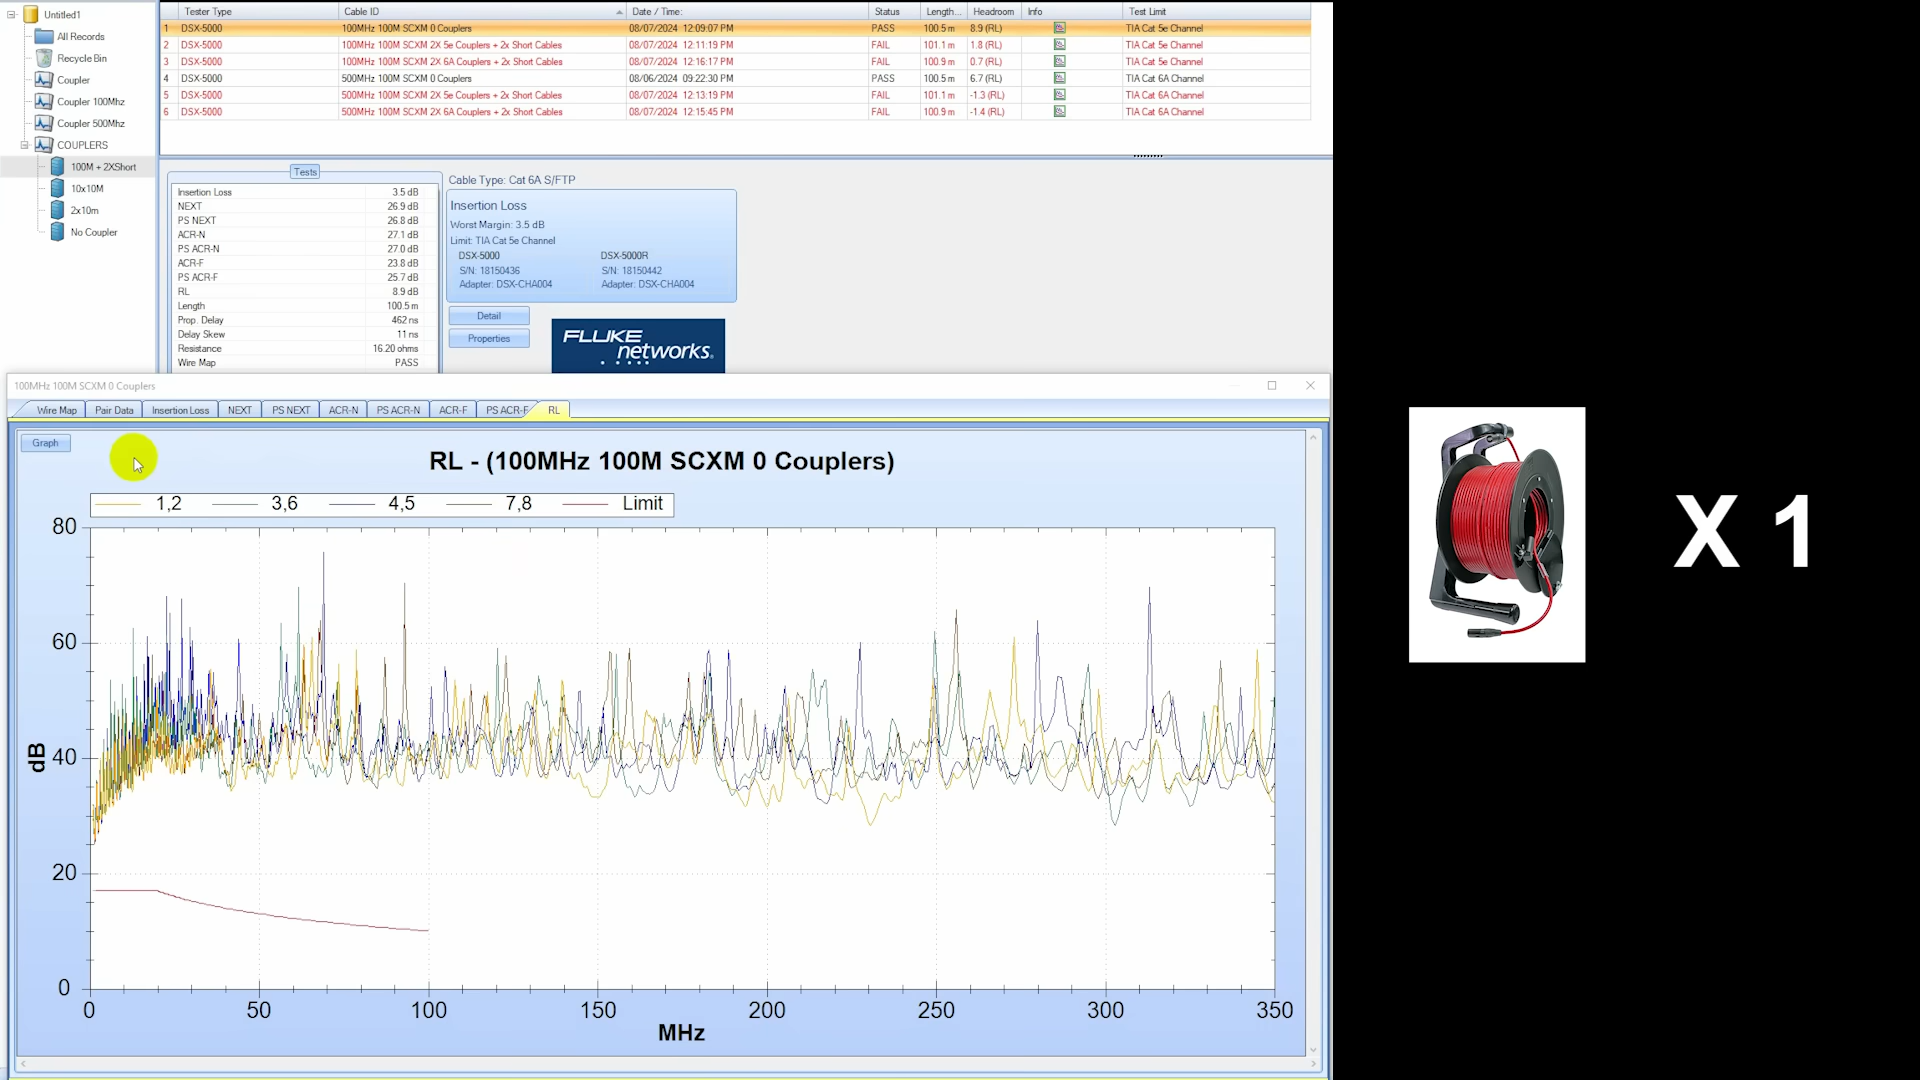 Untitled1
All Records
Recycle Bin
Coupler
Coupler 100Mhz
Coupler 500Mhz
COUPLERS
100M + 2XShort
10x10M
2x10m
No Coupler
Tester Type Cable ID Date / Time: Status Length... Headroom Info Test Limit
1 DSX-5000 100MHz 100M SCXM 0 Couplers 08/07/2024 12:09:07 PM PASS 100.5 m 8.9 (RL) TIA Cat 5e Channel
2 DSX-5000 100MHz 100M SCXM 2X 5e Couplers + 2x Short Cables 08/07/2024 12:11:19 PM FAIL 101.1 m 1.8 (RL) TIA Cat 5e Channel
3 DSX-5000 100MHz 100M SCXM 2X 6A Couplers + 2x Short Cables 08/07/2024 12:16:17 PM FAIL 100.9 m 0.7 (RL) TIA Cat 5e Channel
4 DSX-5000 500MHz 100M SCXM 0 Couplers 08/06/2024 09:22:30 PM PASS 100.5 m 6.7 (RL) TIA Cat 6A Channel
5 DSX-5000 500MHz 100M SCXM 2X 5e Couplers + 2x Short Cables 08/07/2024 12:13:19 PM FAIL 101.1 m -1.3 (RL) TIA Cat 6A Channel
6 DSX-5000 500MHz 100M SCXM 2X 6A Couplers + 2x Short Cables 08/07/2024 12:15:45 PM FAIL 100.9 m -1.4 (RL) TIA Cat 6A Channel
Tests
Insertion Loss 3.5 dB
NEXT 26.9 dB
PS NEXT 26.8 dB
ACR-N 27.1 dB
PS ACR-N 27.0 dB
ACR-F 23.8 dB
PS ACR-F 25.7 dB
RL 8.9 dB
Length 100.5 m
Prop. Delay 462 ns
Delay Skew 11 ns
Resistance 16.20 ohms
Wire Map PASS
Cable Type: Cat 6A S/FTP
Insertion Loss
Worst Margin: 3.5 dB
Limit: TIA Cat 5e Channel
DSX-5000 DSX-5000R
S/N: 18150436 S/N: 18150442
Adapter: DSX-CHA004 Adapter: DSX-CHA004
Detail
Properties
FLUKE
networks.
100MHz 100M SCXM 0 Couplers
Wire Map Pair Data Insertion Loss NEXT PS NEXT ACR-N PS ACR-N ACR-F PS ACR-F RL
Graph
RL - (100MHz 100M SCXM 0 Couplers)
1,2 3,6 4,5 7,8 Limit
80
60
40
20
0
dB
0 50 100 150 200 250 300 350
MHz
X 1